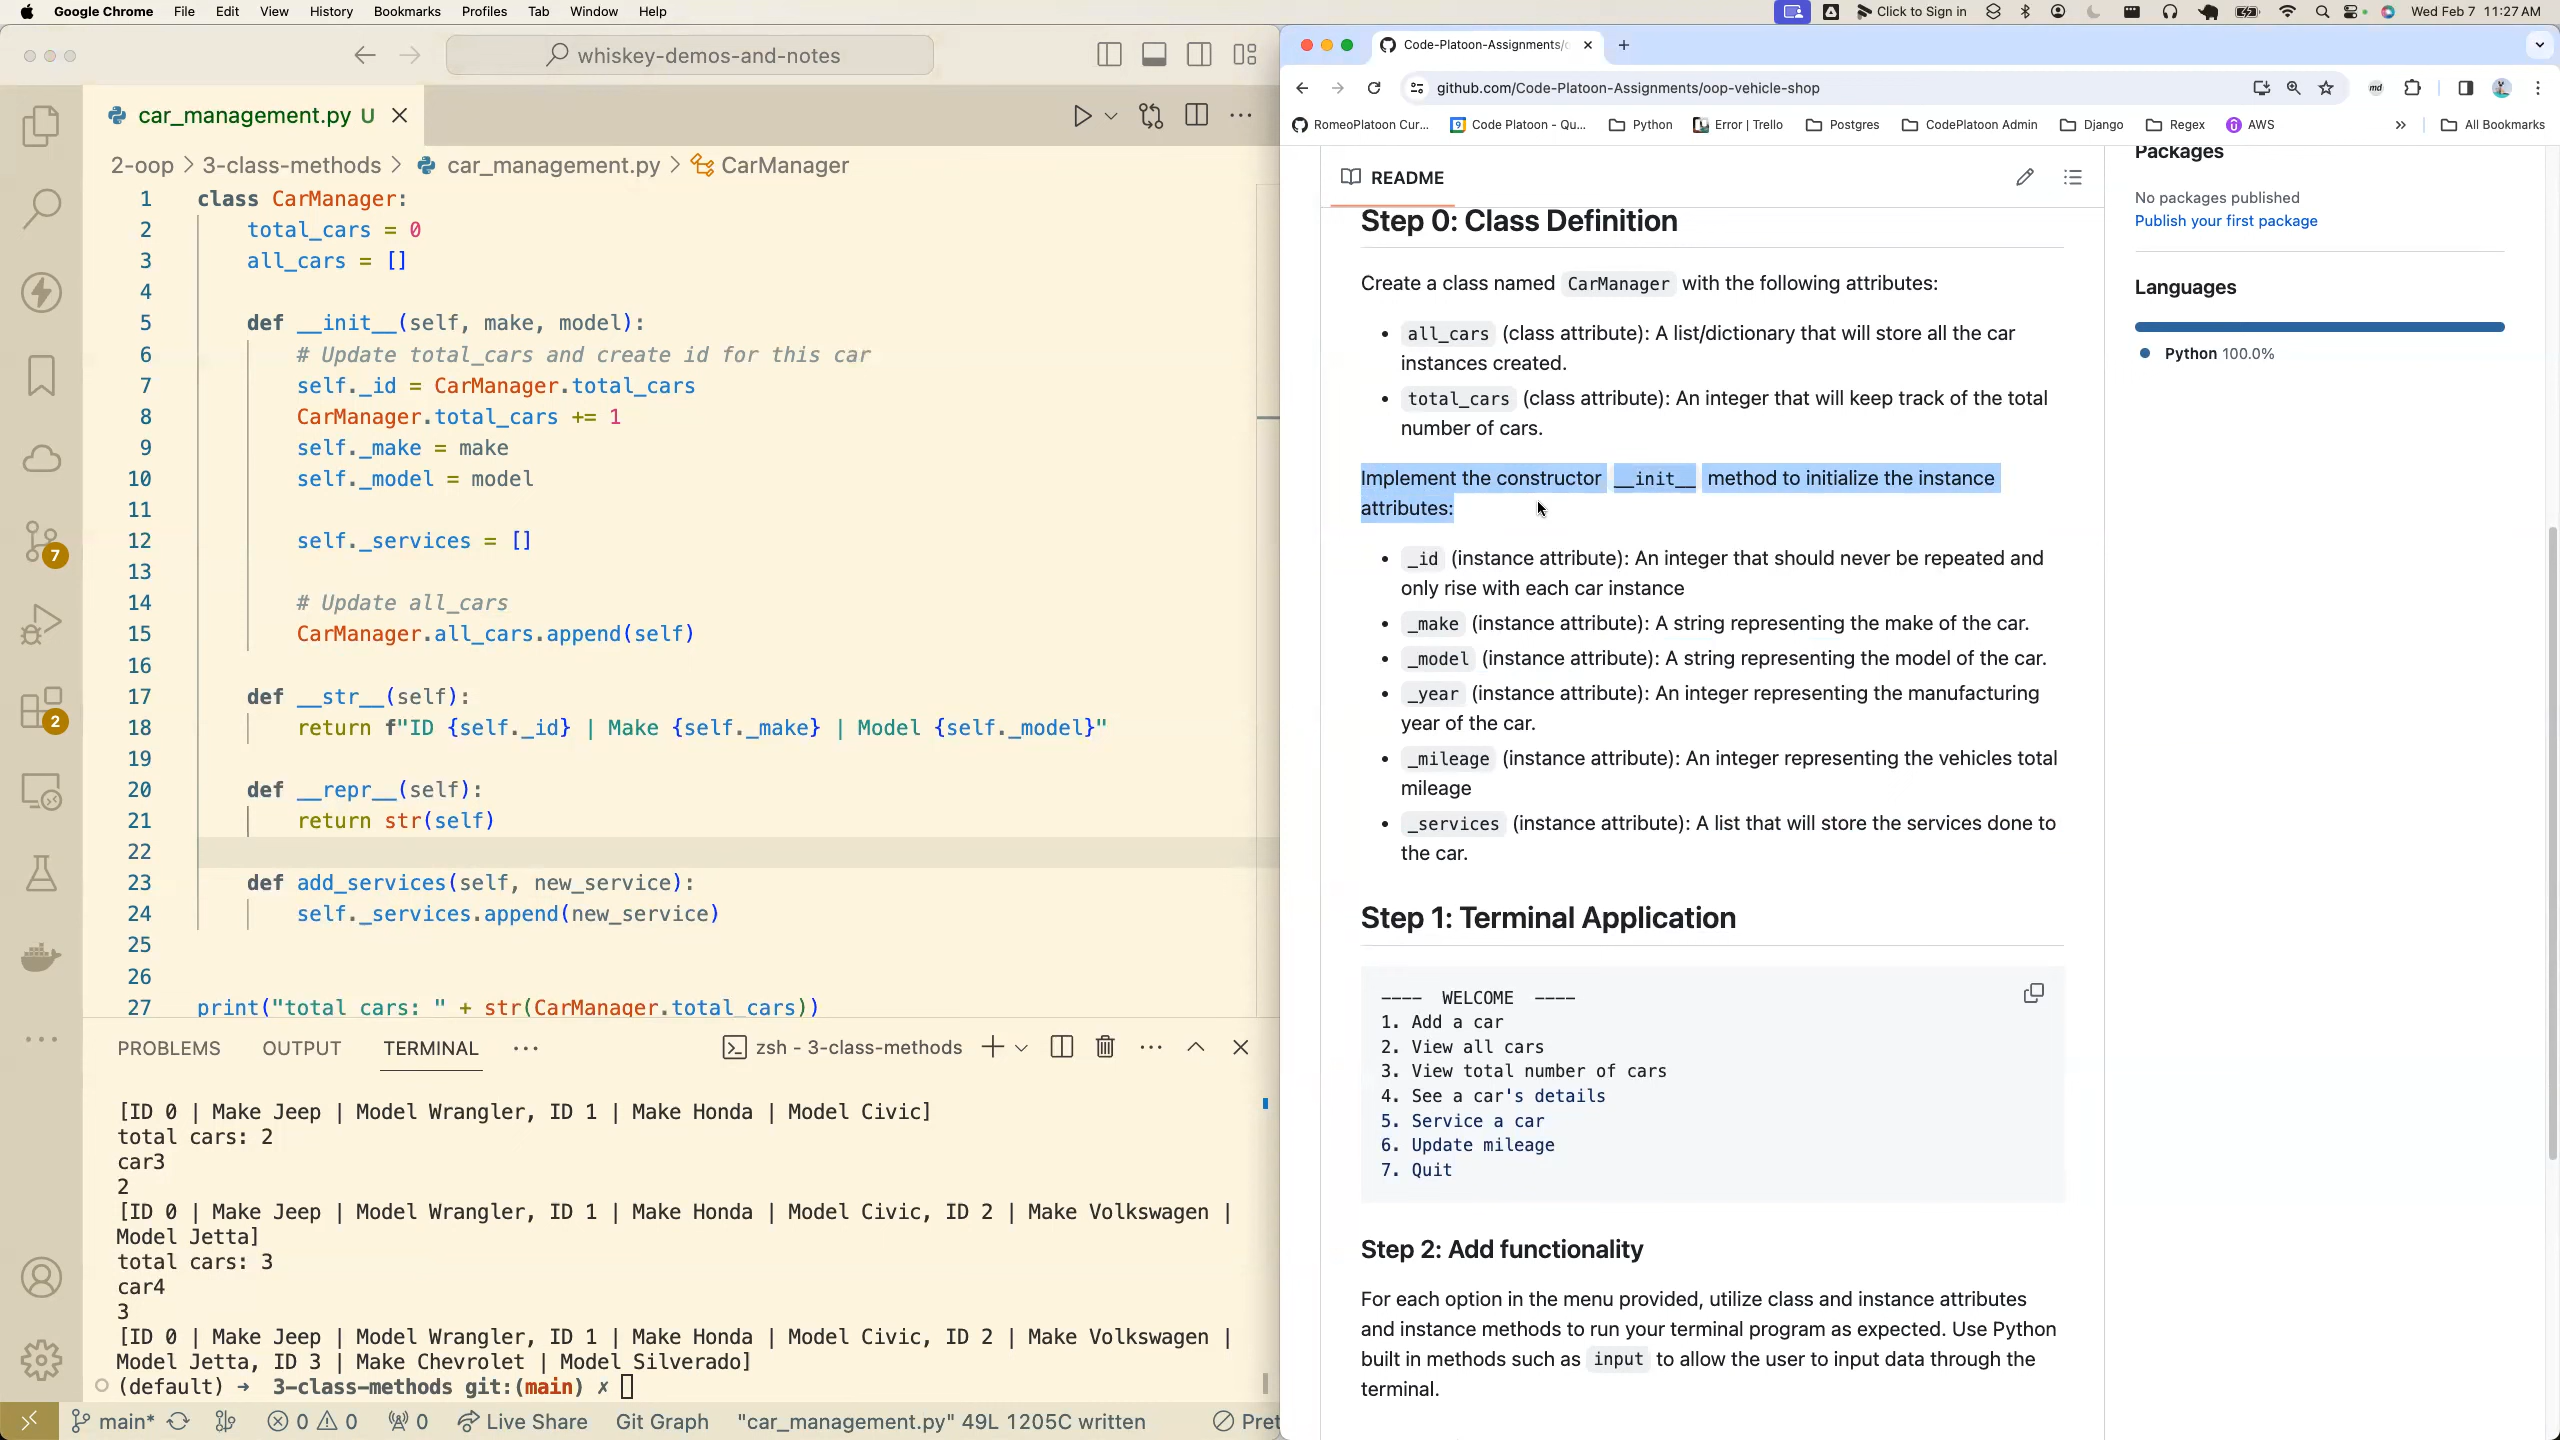 Google Chrome File Edit View History Bookmarks Profiles Tab Window Help
Click to Sign in
Wed Feb 7 11:27 AM
whiskey-demos-and-notes
car_management.py U
2-oop > 3-class-methods > car_management.py > CarManager
1 class CarManager:
2 total_cars = 0
3 all_cars = []
4
5 def __init__(self, make, model):
6 # Update total_cars and create id for this car
7 self._id = CarManager.total_cars
8 CarManager.total_cars += 1
9 self._make = make
10 self._model = model
11
12 self._services = []
13
14 # Update all_cars
15 CarManager.all_cars.append(self)
16
17 def __str__(self):
18 return f"ID {self._id} | Make {self._make} | Model {self._model}"
19
20 def __repr__(self):
21 return str(self)
22
23 def add_services(self, new_service):
24 self._services.append(new_service)
25
26
27 print("total cars: " + str(CarManager.total_cars))
PROBLEMS OUTPUT TERMINAL ··· zsh - 3-class-methods
[ID 0 | Make Jeep | Model Wrangler, ID 1 | Make Honda | Model Civic]
total cars: 2
car3
2
[ID 0 | Make Jeep | Model Wrangler, ID 1 | Make Honda | Model Civic, ID 2 | Make Volkswagen |
Model Jetta]
total cars: 3
car4
3
[ID 0 | Make Jeep | Model Wrangler, ID 1 | Make Honda | Model Civic, ID 2 | Make Volkswagen |
Model Jetta, ID 3 | Make Chevrolet | Model Silverado]
(default) → 3-class-methods git:(main) ✗
7
2
main* 0 0 0 Live Share Git Graph "car_management.py" 49L 1205C written Pret
Code-Platoon-Assignments/
github.com/Code-Platoon-Assignments/oop-vehicle-shop
md
RomeoPlatoon Cur... Code Platoon - Qu... Python Error | Trello Postgres CodePlatoon Admin Django Regex AWS » All Bookmarks
README
Step 0: Class Definition
Create a class named CarManager with the following attributes:
• all_cars (class attribute): A list/dictionary that will store all the car
instances created.
• total_cars (class attribute): An integer that will keep track of the total
number of cars.
Implement the constructor __init__ method to initialize the instance
attributes:
• _id (instance attribute): An integer that should never be repeated and
only rise with each car instance
• _make (instance attribute): A string representing the make of the car.
• _model (instance attribute): A string representing the model of the car.
• _year (instance attribute): An integer representing the manufacturing
year of the car.
• _mileage (instance attribute): An integer representing the vehicles total
mileage
• _services (instance attribute): A list that will store the services done to
the car.
Step 1: Terminal Application
---- WELCOME ----
1. Add a car
2. View all cars
3. View total number of cars
4. See a car's details
5. Service a car
6. Update mileage
7. Quit
Step 2: Add functionality
For each option in the menu provided, utilize class and instance attributes
and instance methods to run your terminal program as expected. Use Python
built in methods such as input to allow the user to input data through the
terminal.
Packages
No packages published
Publish your first package
Languages
Python 100.0%